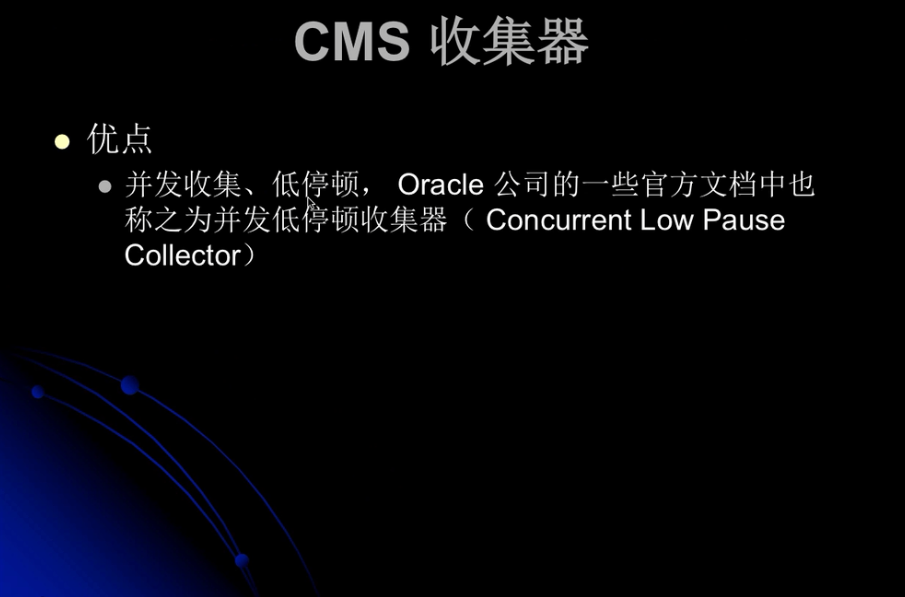 CMS 收集器
优点
并发收集、低停顿， Oracle 公司的一些官方文档中也
称之为并发低停顿收集器（ Concurrent Low Pause
Collector）